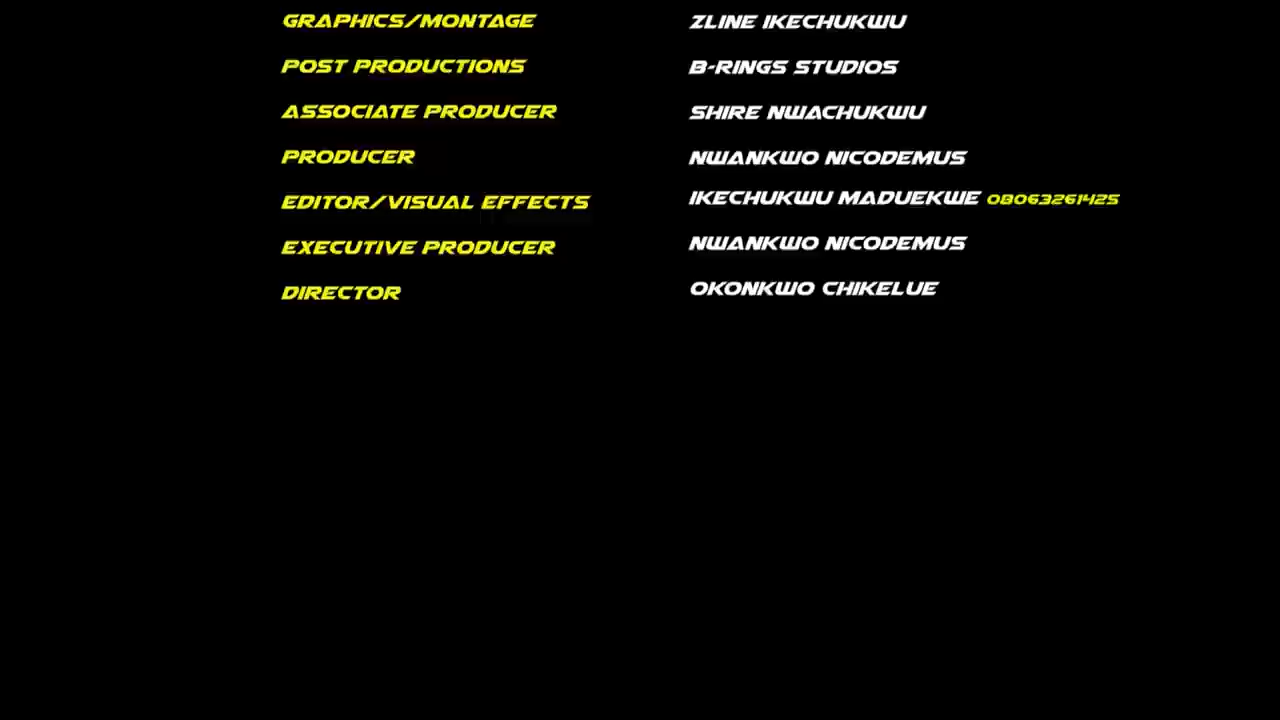 GRAPHICS/MONTAGE ZLINE IKECHUKWU
POST PRODUCTIONS B-RINGS STUDIOS
ASSOCIATE PRODUCER SHIRE NWACHUKWU
PRODUCER NWANKWO NICODEMUS
EDITOR/VISUAL EFFECTS IKECHUKWU MADUEKWE 08063261425
EXECUTIVE PRODUCER NWANKWO NICODEMUS
DIRECTOR OKONKWO CHIKELUE